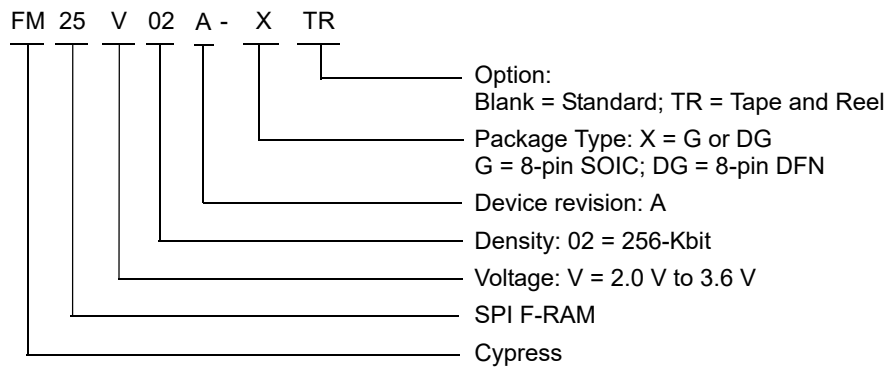 FM 25 V 02 A - X TR
Option:
Blank = Standard; TR = Tape and Reel
Package Type: X = G or DG
G = 8-pin SOIC; DG = 8-pin DFN
Device revision: A
Density: 02 = 256-Kbit
Voltage: V = 2.0 V to 3.6 V
SPI F-RAM
Cypress